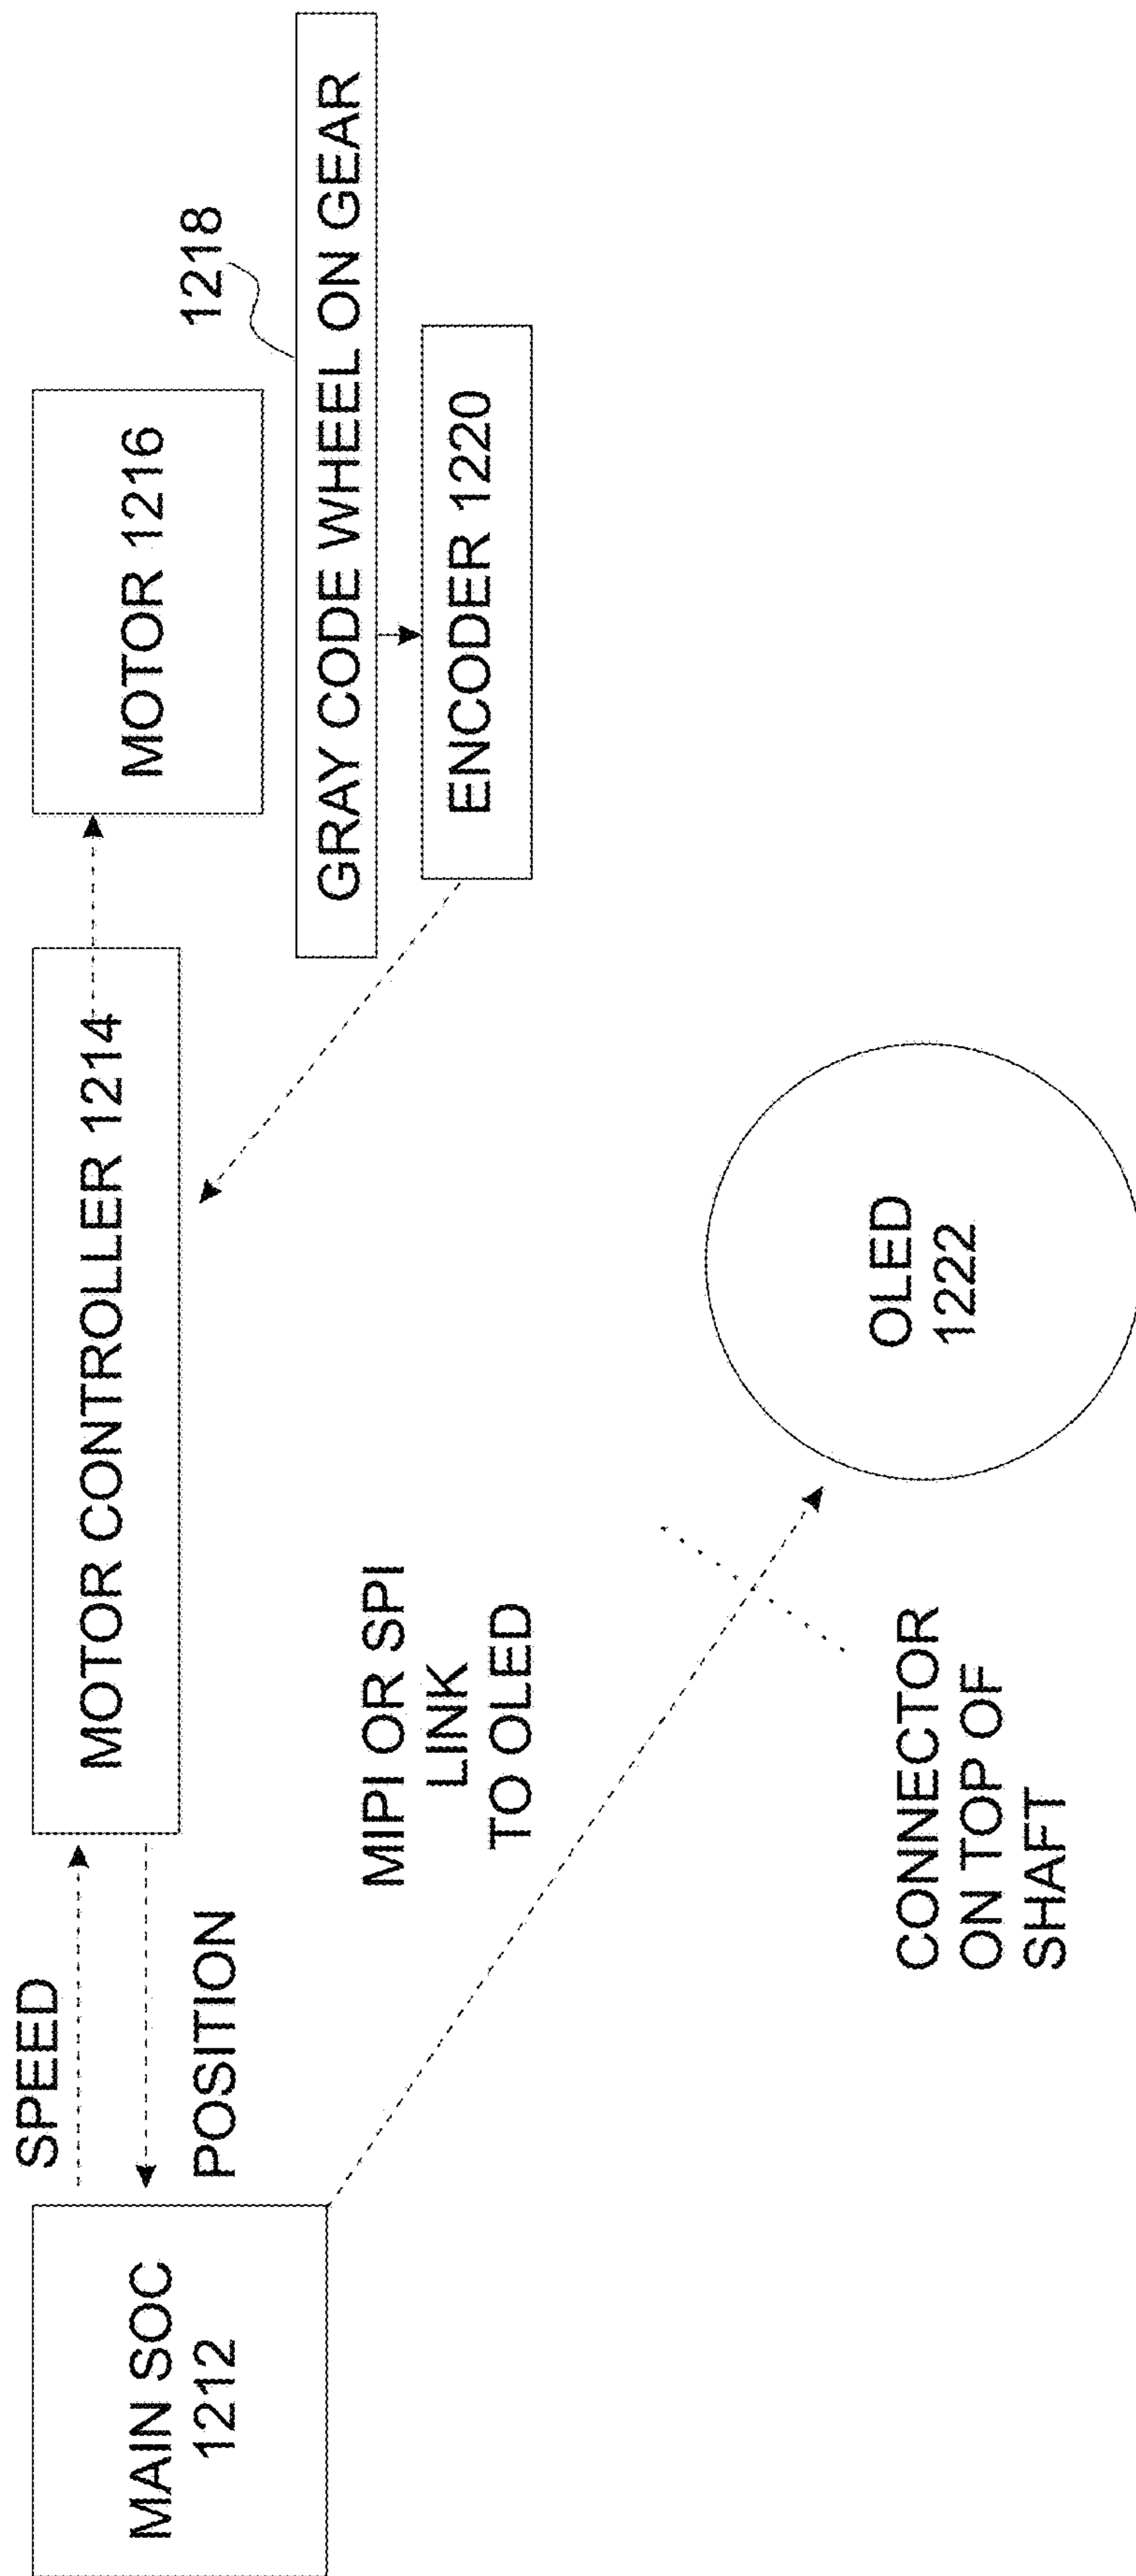 MAIN SOC
1212
SPEED
POSITION
MOTOR CONTROLLER 1214
MOTOR 1216
1218
GRAY CODE WHEEL ON GEAR
ENCODER 1220
MIPI OR SPI
LINK
TO OLED
CONNECTOR
ON TOP OF
SHAFT
OLED
1222